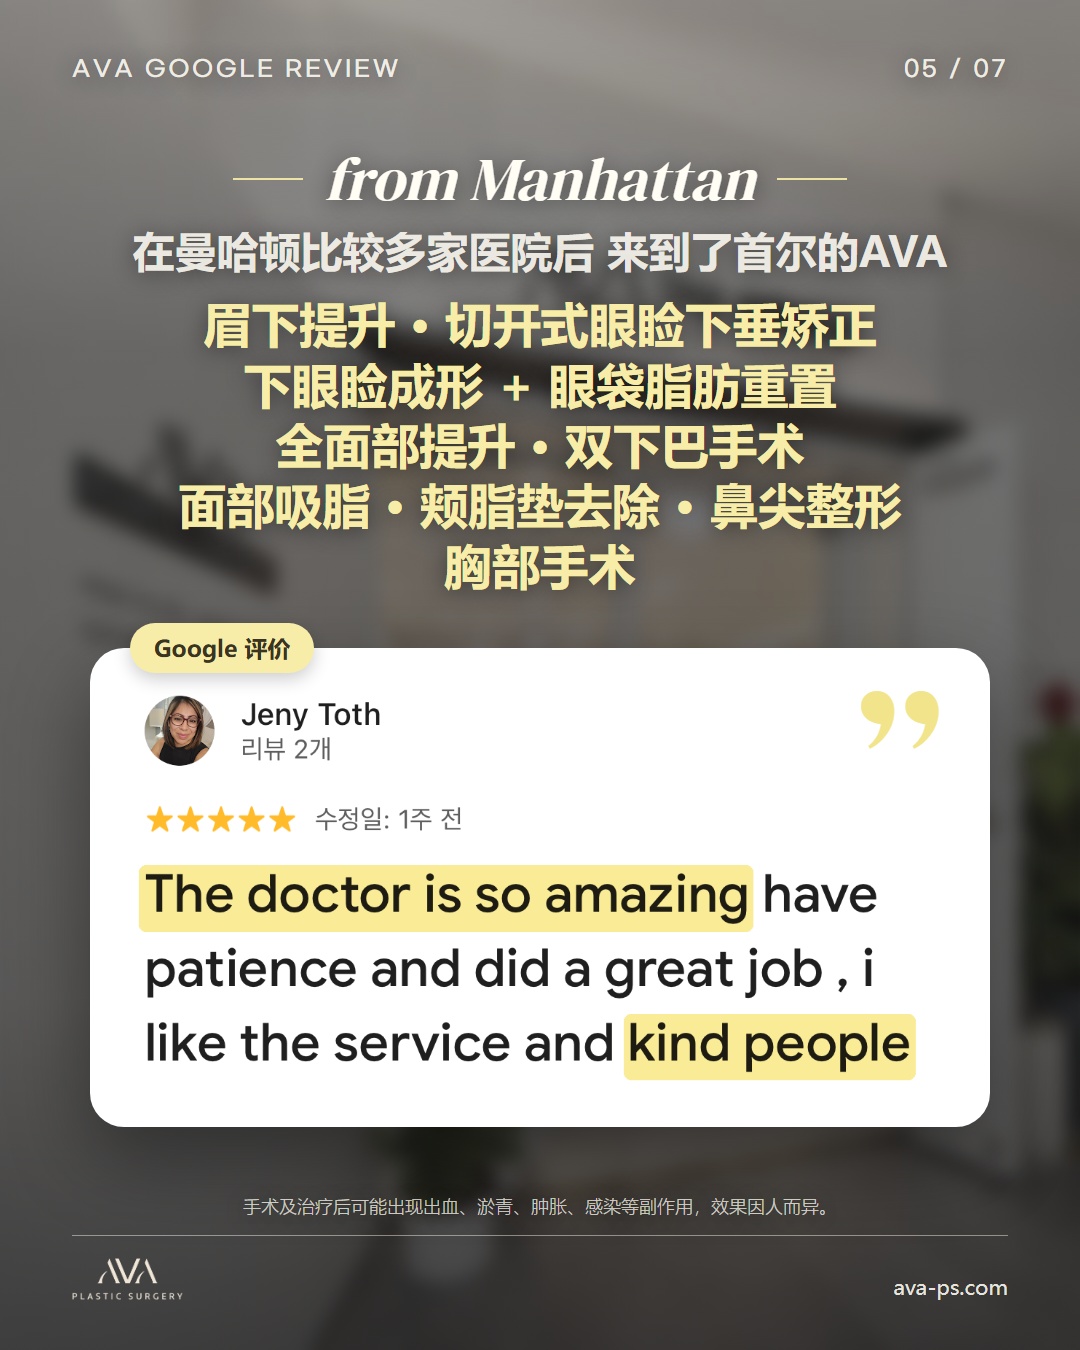 AVA GOOGLE REVIEW
05 / 07
from Manhattan
在曼哈顿比较多家医院后 来到了首尔的AVA
眉下提升 • 切开式眼睑下垂矫正
下眼睑成形 + 眼袋脂肪重置
全面部提升 • 双下巴手术
面部吸脂 • 颊脂垫去除 • 鼻尖整形
胸部手术
Google 评价
Jeny Toth
리뷰 2개
수정일: 1주 전
The doctor is so amazing have
patience and did a great job , i
like the service and kind people
手术及治疗后可能出现出血、淤青、肿胀、感染等副作用，效果因人而异。
AVA
PLASTIC SURGERY
ava-ps.com